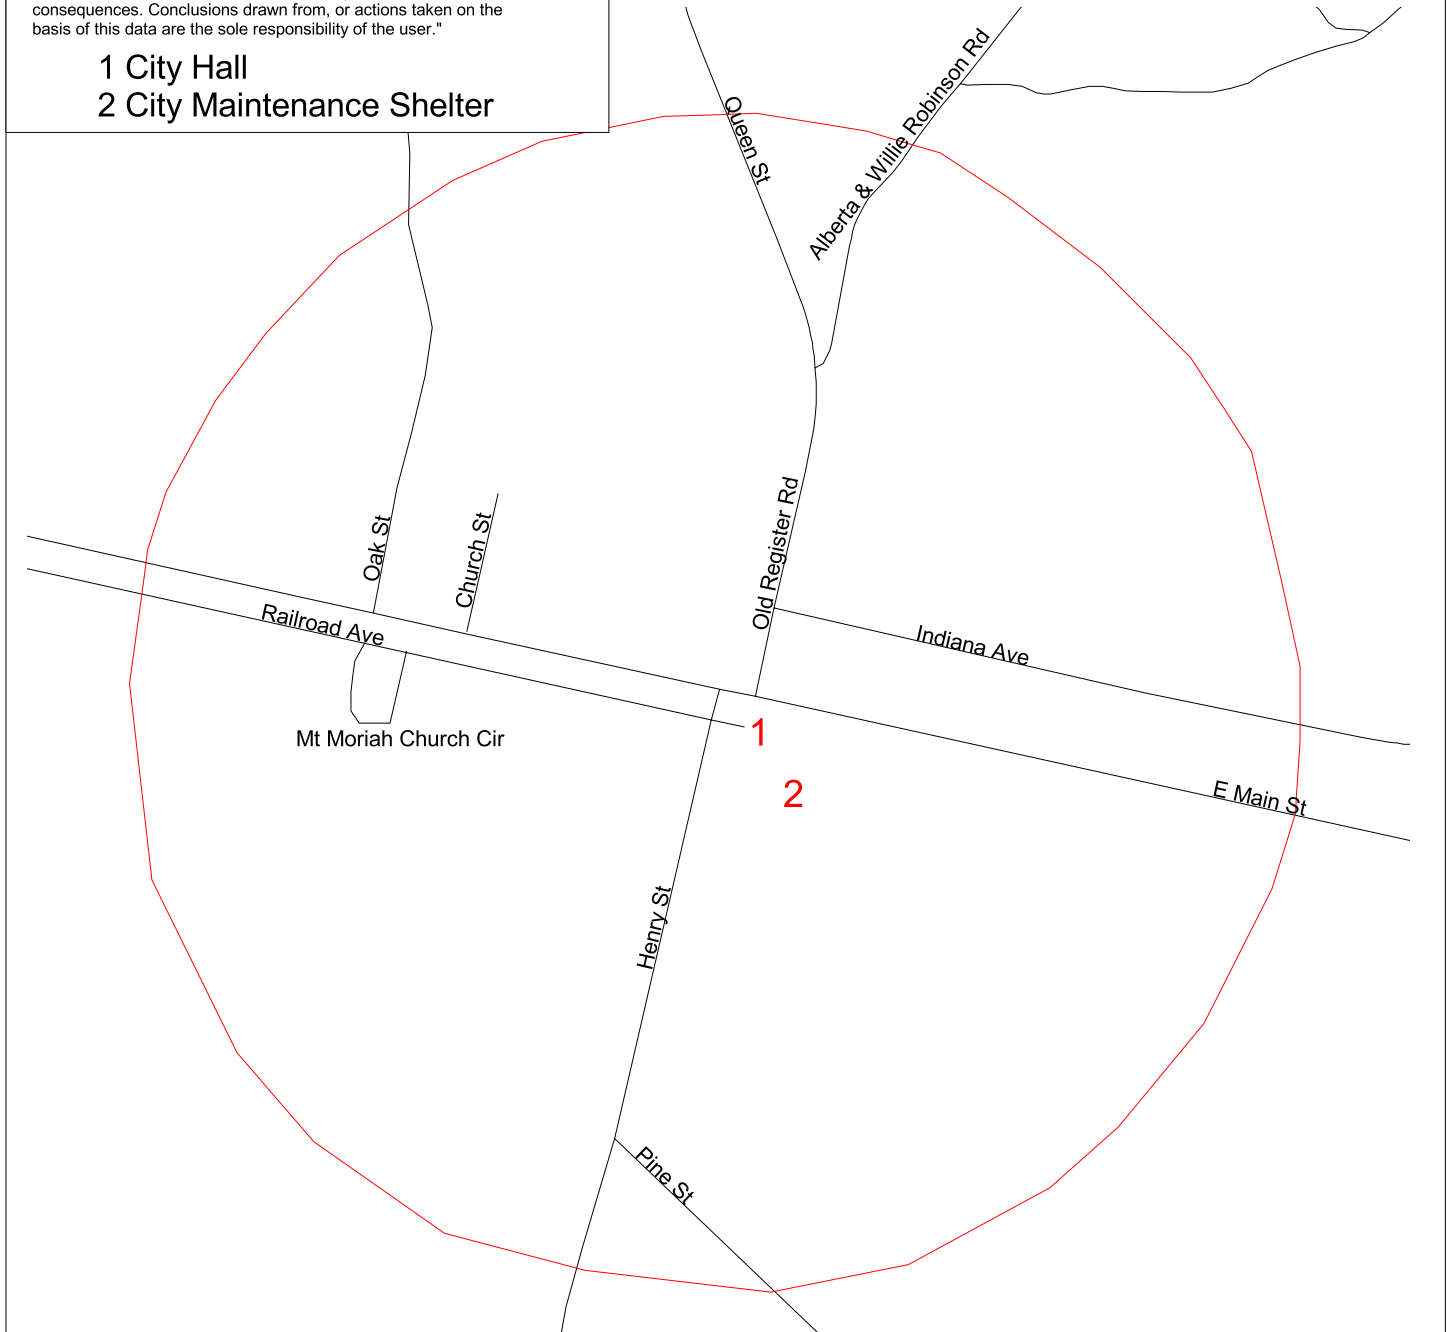 consequences. Conclusions drawn from, or actions taken on the
basis of this data are the sole responsibility of the user."
1 City Hall
2 City Maintenance Shelter
Queen St
Alberta & Willie Robinson Rd
Oak St
Church St
Old Register Rd
Railroad Ave
Indiana Ave
Mt Moriah Church Cir
1
2
E Main St
Henry St
Pine St